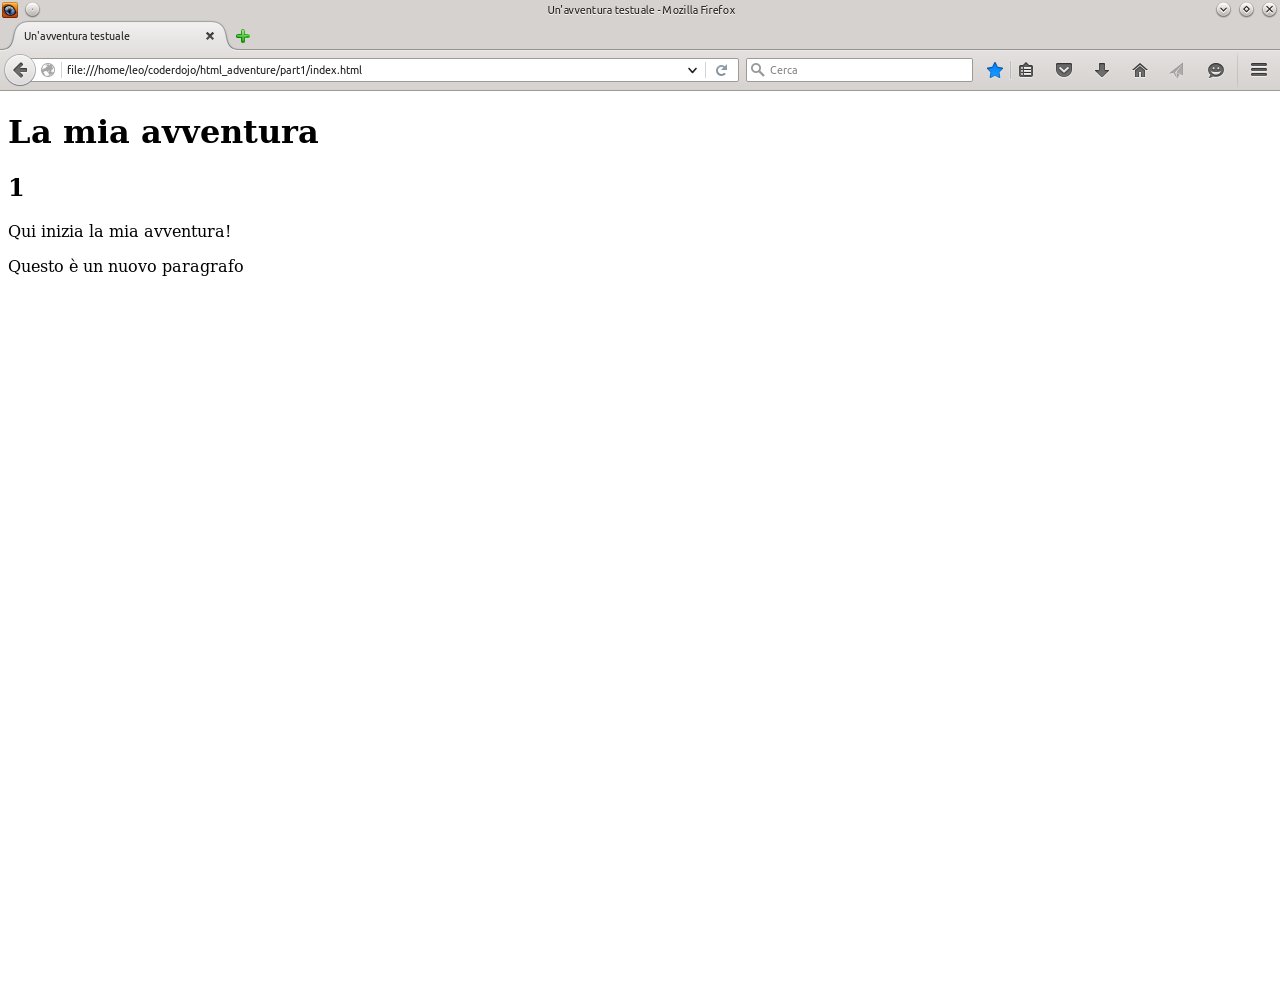 Un'avventura testuale - Mozilla Firefox
Un'avventura testuale
file:///home/leo/coderdojo/html_adventure/part1/index.html
Cerca
La mia avventura
1
Qui inizia la mia avventura!
Questo è un nuovo paragrafo